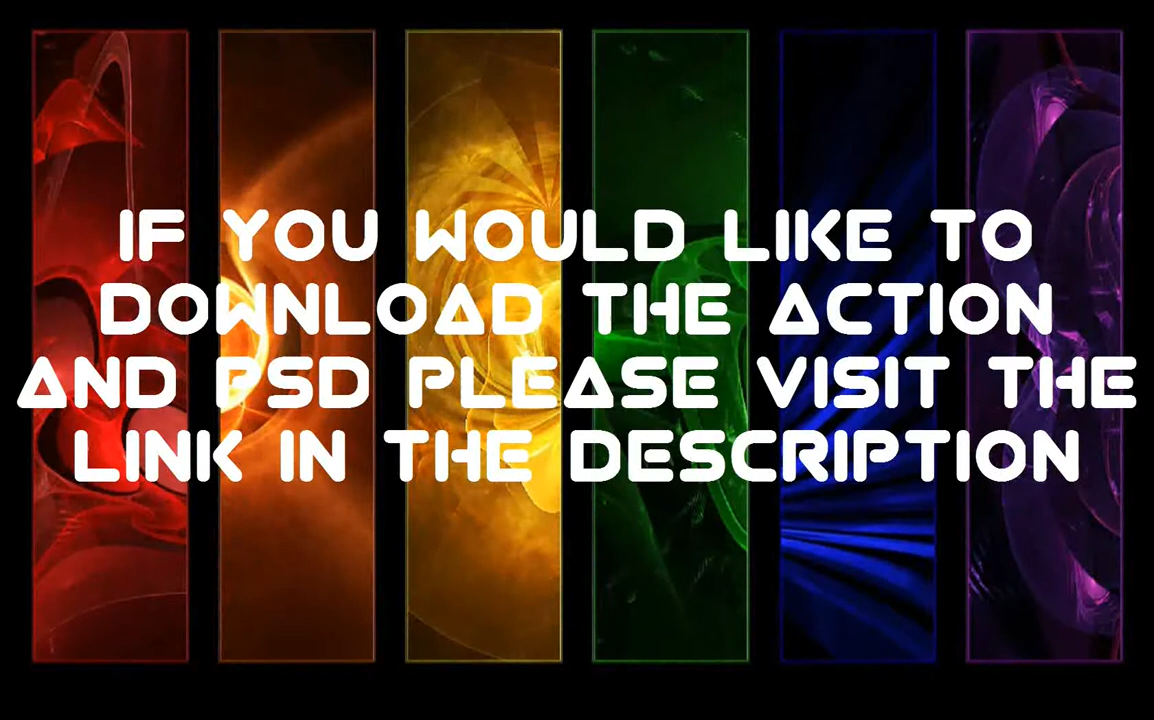 IF YOU WOULD LIKE TO
DOWNLOAD THE ACTION
AND PSD PLEASE VISIT THE
LINK IN THE DESCRIPTION